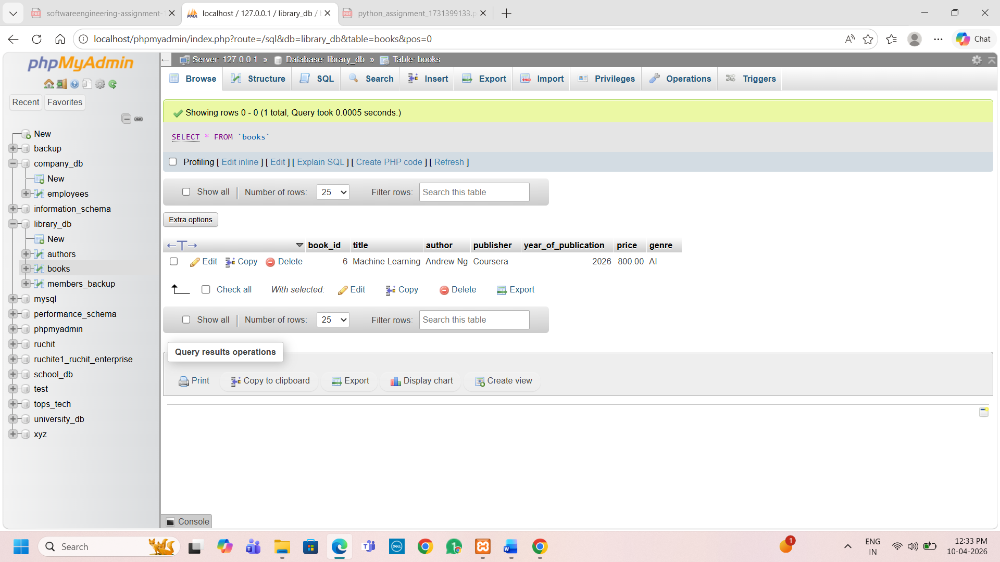 softwareengineering-assignment-
localhost / 127.0.0.1 / library_db /
python_assignment_1731399133.p
localhost/phpmyadmin/index.php?route=/sql&db=library_db&table=books&pos=0
Chat
phpMyAdmin
Recent Favorites
New
backup
company_db
New
employees
information_schema
library_db
New
authors
books
members_backup
mysql
performance_schema
phpmyadmin
ruchit
ruchite1_ruchit_enterprise
school_db
test
tops_tech
university_db
xyz
Server: 127.0.0.1 » Database: library_db » Table: books
Browse Structure SQL Search Insert Export Import Privileges Operations Triggers
Showing rows 0 - 0 (1 total, Query took 0.0005 seconds.)
SELECT * FROM `books`
Profiling [ Edit inline ] [ Edit ] [ Explain SQL ] [ Create PHP code ] [ Refresh ]
Show all | Number of rows: 25 Filter rows: Search this table
Extra options
←T→ book_id title author publisher year_of_publication price genre
Edit Copy Delete 6 Machine Learning Andrew Ng Coursera 2026 800.00 AI
Check all With selected: Edit Copy Delete Export
Show all | Number of rows: 25 Filter rows: Search this table
Query results operations
Print Copy to clipboard Export Display chart Create view
Console
Search
DELL
1
ENG
IN
12:33 PM
10-04-2026